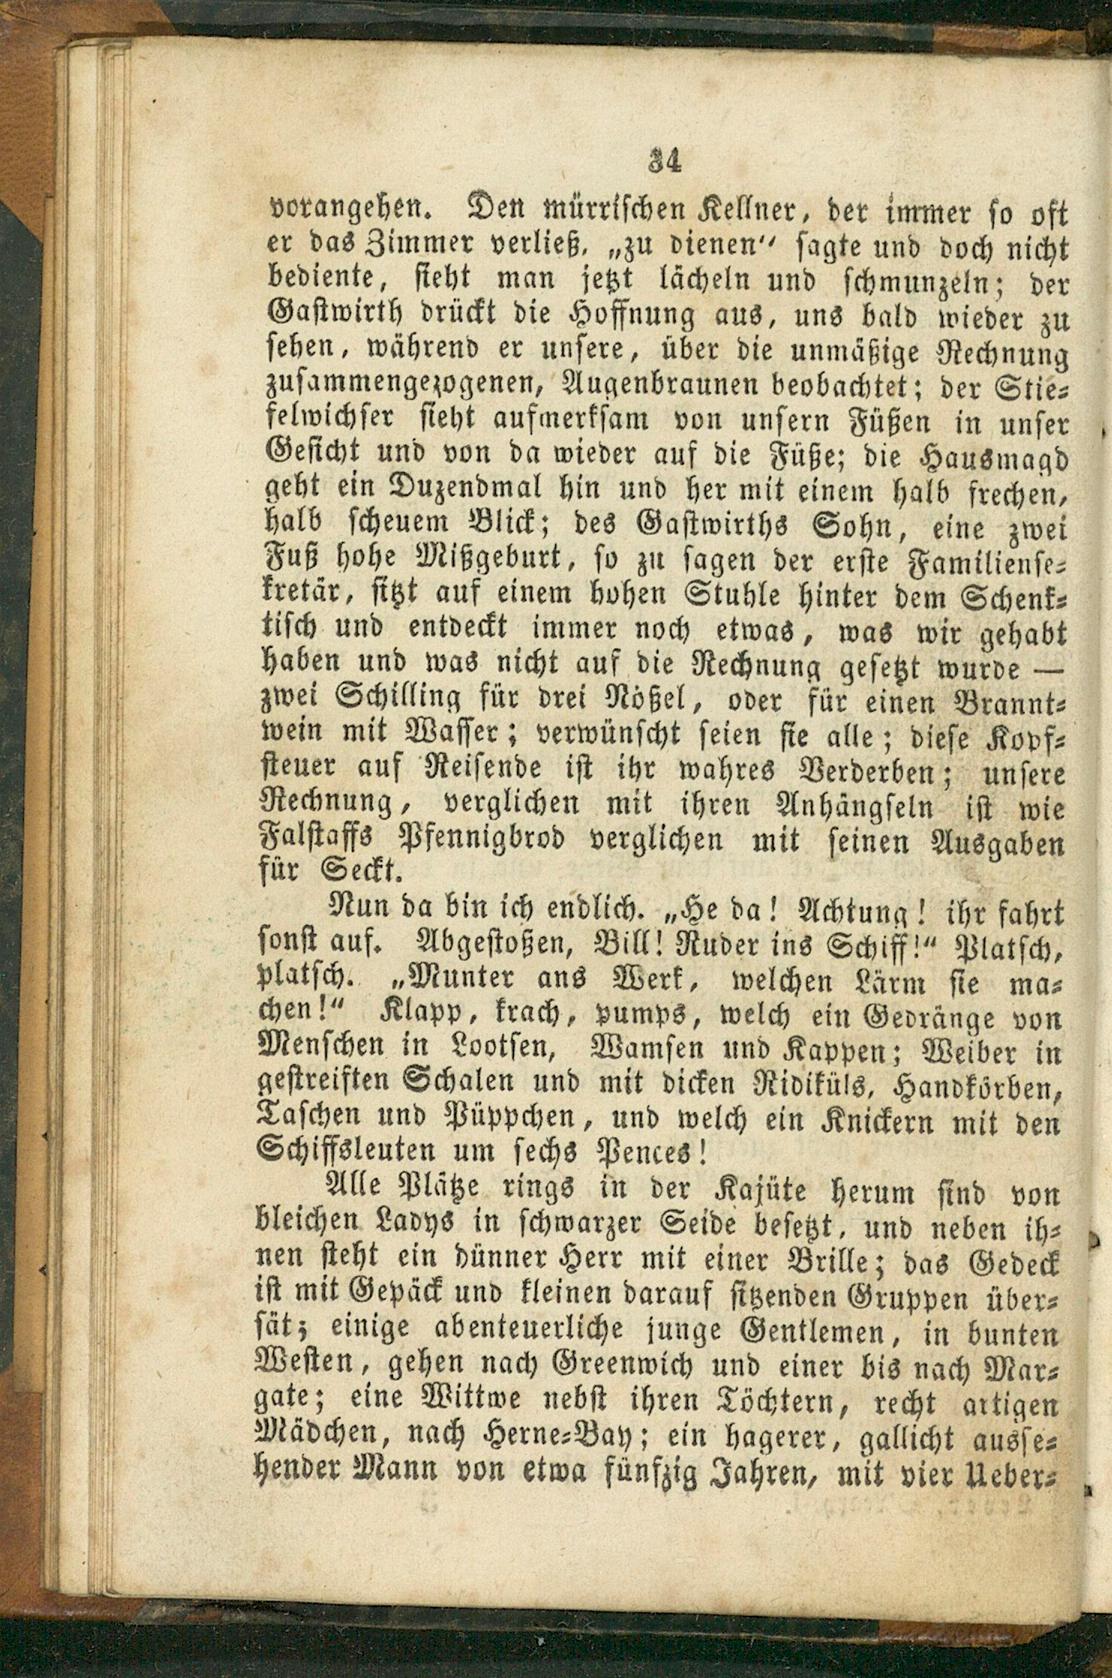 34
vorangehen. Den mürrischen Kellner, der immer so oft
er das Zimmer verließ, „zu dienen“ sagte und doch nicht
bediente, sieht man jetzt lächeln und schmunzeln; der
Gastwirth drückt die Hoffnung aus, uns bald wieder zu
sehen, während er unsere, über die unmäßige Rechnung
zusammengezogenen, Augenbraunen beobachtet; der Stie-
felwichser sieht aufmerksam von unsern Füßen in unser
Gesicht und von da wieder auf die Füße; die Hausmagd
geht ein Duzendmal hin und her mit einem halb frechen,
halb scheuem Blick; des Gastwirths Sohn, eine zwei
Fuß hohe Mißgeburt, so zu sagen der erste Familiense-
kretär, sitzt auf einem hohen Stuhle hinter dem Schenk-
tisch und entdeckt immer noch etwas, was wir gehabt
haben und was nicht auf die Rechnung gesetzt wurde —
zwei Schilling für drei Nößel, oder für einen Brannt-
wein mit Wasser; verwünscht seien sie alle; diese Kopf-
steuer auf Reisende ist ihr wahres Verderben; unsere
Rechnung, verglichen mit ihren Anhängseln ist wie
Falstaffs Pfennigbrod verglichen mit seinen Ausgaben
für Seckt.
Nun da bin ich endlich. „He da! Achtung! ihr fahrt
sonst auf. Abgestoßen, Bill! Ruder ins Schiff!“ Platsch,
platsch. „Munter ans Werk, welchen Lärm sie ma-
chen!“ Klapp, krach, pumps, welch ein Gedränge von
Menschen in Lootsen, Wamsen und Kappen; Weiber in
gestreiften Schalen und mit dicken Ridiküls, Handkörben,
Taschen und Püppchen, und welch ein Knickern mit den
Schiffsleuten um sechs Pences!
Alle Plätze rings in der Kajüte herum sind von
bleichen Ladys in schwarzer Seide besetzt, und neben ih-
nen steht ein dünner Herr mit einer Brille; das Gedeck
ist mit Gepäck und kleinen darauf sitzenden Gruppen über-
sät; einige abenteuerliche junge Gentlemen, in bunten
Westen, gehen nach Greenwich und einer bis nach Mar-
gate; eine Wittwe nebst ihren Töchtern, recht artigen
Mädchen, nach Herne-Bay; ein hagerer, gallicht ausse-
hender Mann von etwa fünfzig Jahren, mit vier Ueber-